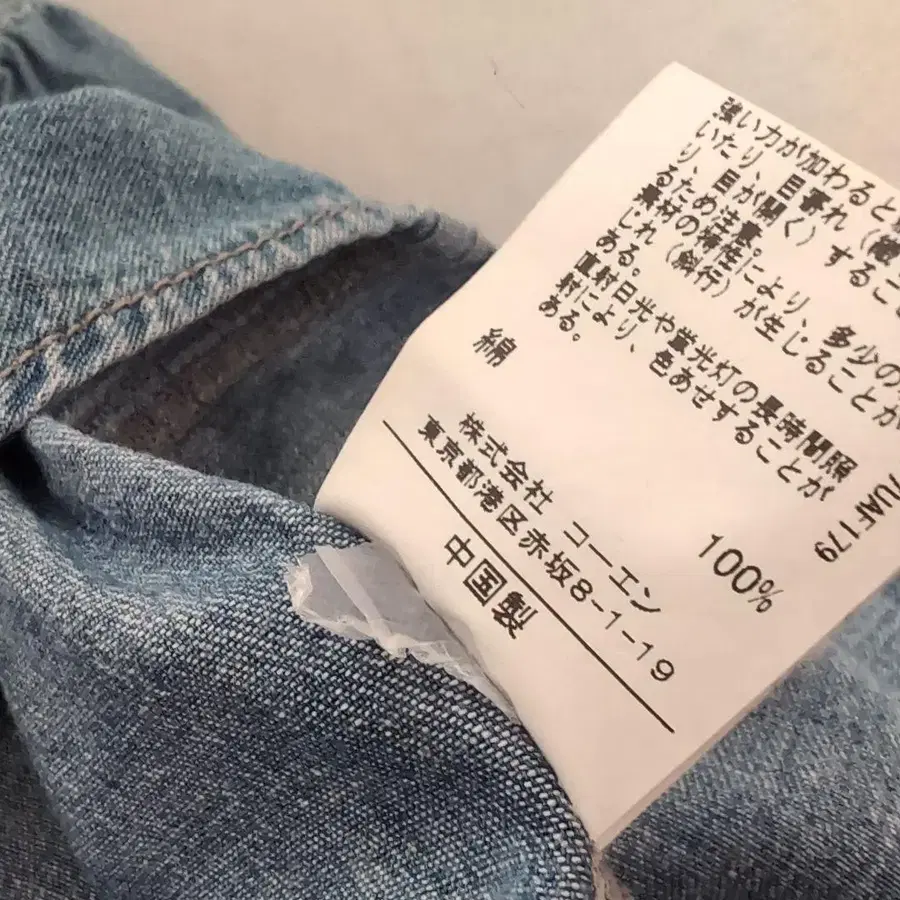 強い力が加わると
いたり、目寄れ(縫
り、目が開く)するこ
るため注意。
素材の特性により、多少の
じれ(斜行)が生じることが
ある。
直射日光や蛍光灯の長時間照
射により、色あせすることが
ある。
綿 100%
株式会社 コーエン
東京都港区赤坂8-1-19
中国製